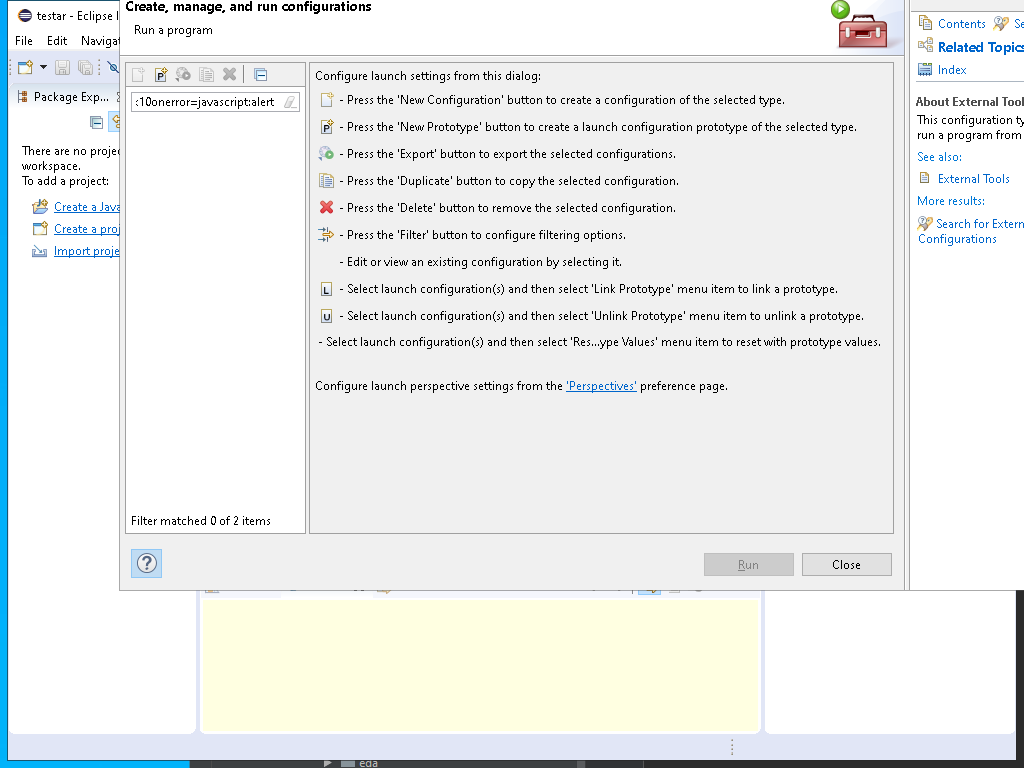 testar - Eclipse I
File Edit Navigat
Package Exp...
There are no projec
workspace.
To add a project:
Create a Java
Create a proj
Import proje
Create, manage, and run configurations
Run a program
:10onerror=javascript:alert
Filter matched 0 of 2 items
Configure launch settings from this dialog:
- Press the 'New Configuration' button to create a configuration of the selected type.
- Press the 'New Prototype' button to create a launch configuration prototype of the selected type.
- Press the 'Export' button to export the selected configurations.
- Press the 'Duplicate' button to copy the selected configuration.
- Press the 'Delete' button to remove the selected configuration.
- Press the 'Filter' button to configure filtering options.
- Edit or view an existing configuration by selecting it.
L - Select launch configuration(s) and then select 'Link Prototype' menu item to link a prototype.
U - Select launch configuration(s) and then select 'Unlink Prototype' menu item to unlink a prototype.
- Select launch configuration(s) and then select 'Res...ype Values' menu item to reset with prototype values.
Configure launch perspective settings from the 'Perspectives' preference page.
Run
Close
Contents Se
Related Topics
Index
About External Tool
This configuration ty
run a program from
See also:
External Tools
More results:
Search for Extern
Configurations
eda